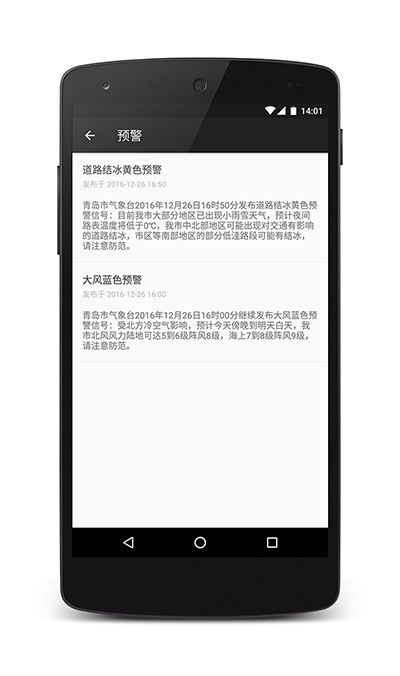 14:01
预警
道路结冰黄色预警
发布于 2016-12-26 16:50
青岛市气象台2016年12月26日16时50分发布道路结冰黄色预
警信号：目前我市大部分地区已出现小雨雪天气，预计夜间
路表温度将低于0℃，我市中北部地区可能出现对交通有影响
的道路结冰，市区等南部地区的部分低洼路段可能有结冰，
请注意防范。
大风蓝色预警
发布于 2016-12-26 16:00
青岛市气象台2016年12月26日16时00分继续发布大风蓝色预
警信号：受北方冷空气影响，预计今天傍晚到明天白天，我
市北风风力陆地可达5到6级阵风8级，海上7到8级阵风9级，
请注意防范。